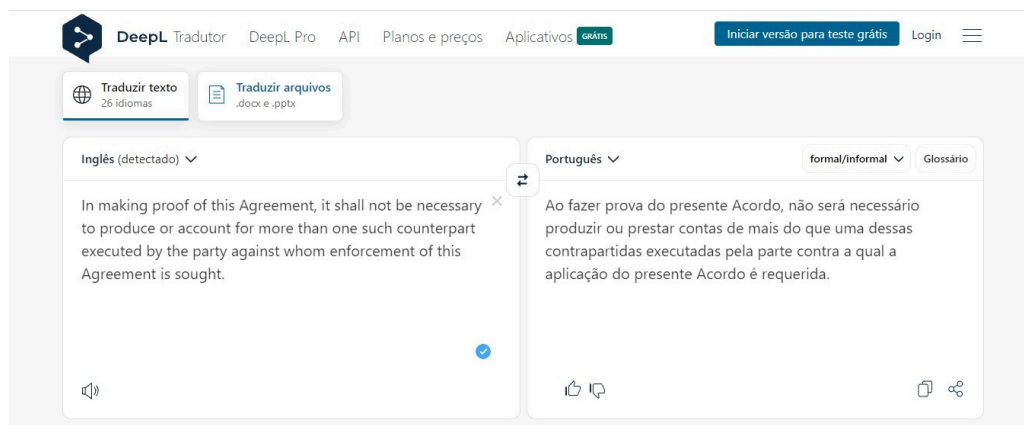 DeepL Tradutor DeepL Pro API Planos e preços Aplicativos GRÁTIS Iniciar versão para teste grátis Login
Traduzir texto
26 idiomas
Traduzir arquivos
.docx e .pptx
Inglês (detectado)
In making proof of this Agreement, it shall not be necessary
to produce or account for more than one such counterpart
executed by the party against whom enforcement of this
Agreement is sought.
Português formal/informal Glossário
Ao fazer prova do presente Acordo, não será necessário
produzir ou prestar contas de mais do que uma dessas
contrapartidas executadas pela parte contra a qual a
aplicação do presente Acordo é requerida.